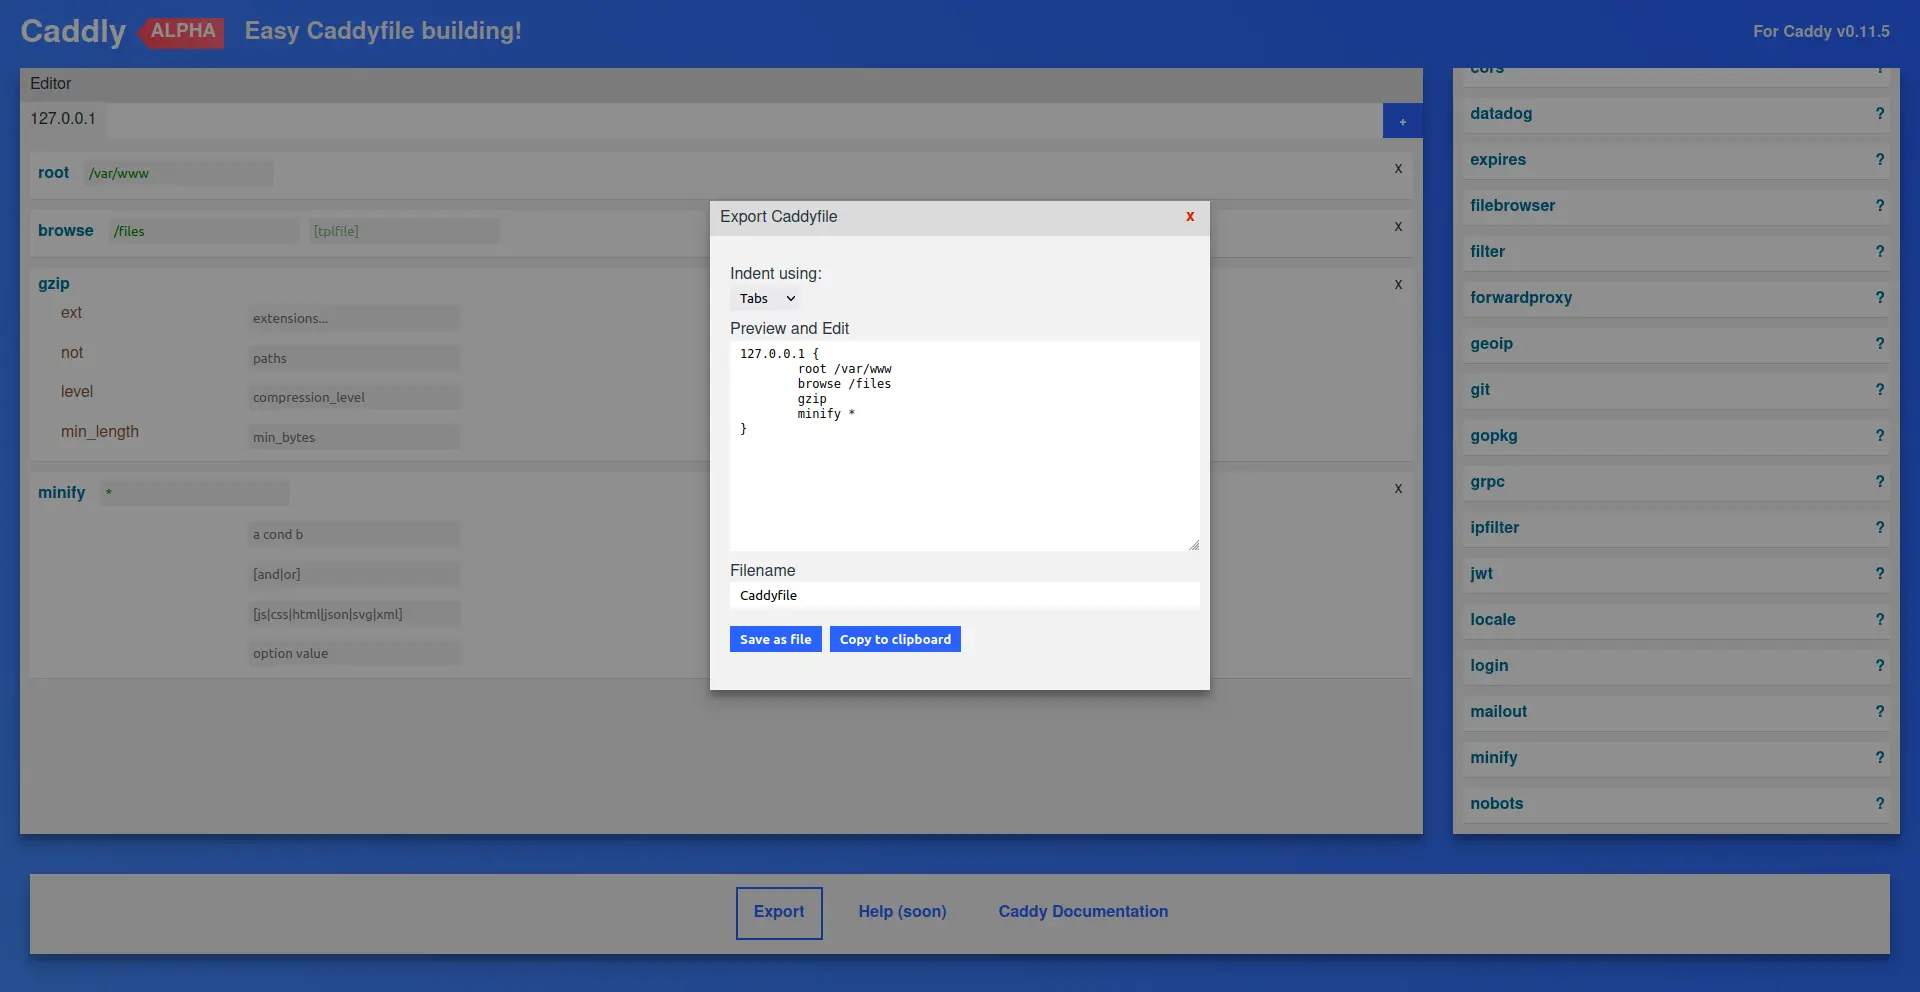 Caddly ALPHA Easy Caddyfile building!
For Caddy v0.11.5
Editor
127.0.0.1
+
root /var/www
X
browse /files [tplfile]
X
gzip
X
ext extensions...
not paths
level compression_level
min_length min_bytes
minify *
X
a cond b
[and|or]
[js|css|html|json|svg|xml]
option value
Export Caddyfile
X
Indent using:
Tabs
Preview and Edit
127.0.0.1 {
root /var/www
browse /files
gzip
minify *
}
Filename
Caddyfile
Save as file
Copy to clipboard
cors ?
datadog ?
expires ?
filebrowser ?
filter ?
forwardproxy ?
geoip ?
git ?
gopkg ?
grpc ?
ipfilter ?
jwt ?
locale ?
login ?
mailout ?
minify ?
nobots ?
Export
Help (soon)
Caddy Documentation